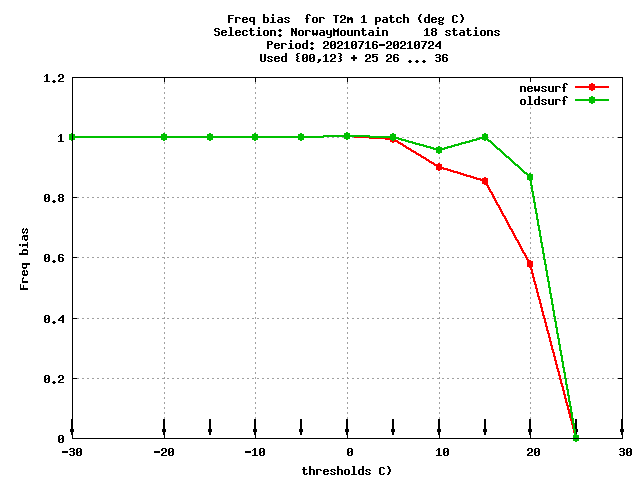 Freq bias  for T2m 1 patch (deg C)
Selection: NorwayMountain     18 stations
Period: 20210716-20210724
Used {00,12} + 25 26 ... 36
newsurf
oldsurf
1.2
1
0.8
0.6
0.4
0.2
0
Freq bias
-30 -20 -10 0 10 20 30
thresholds C)